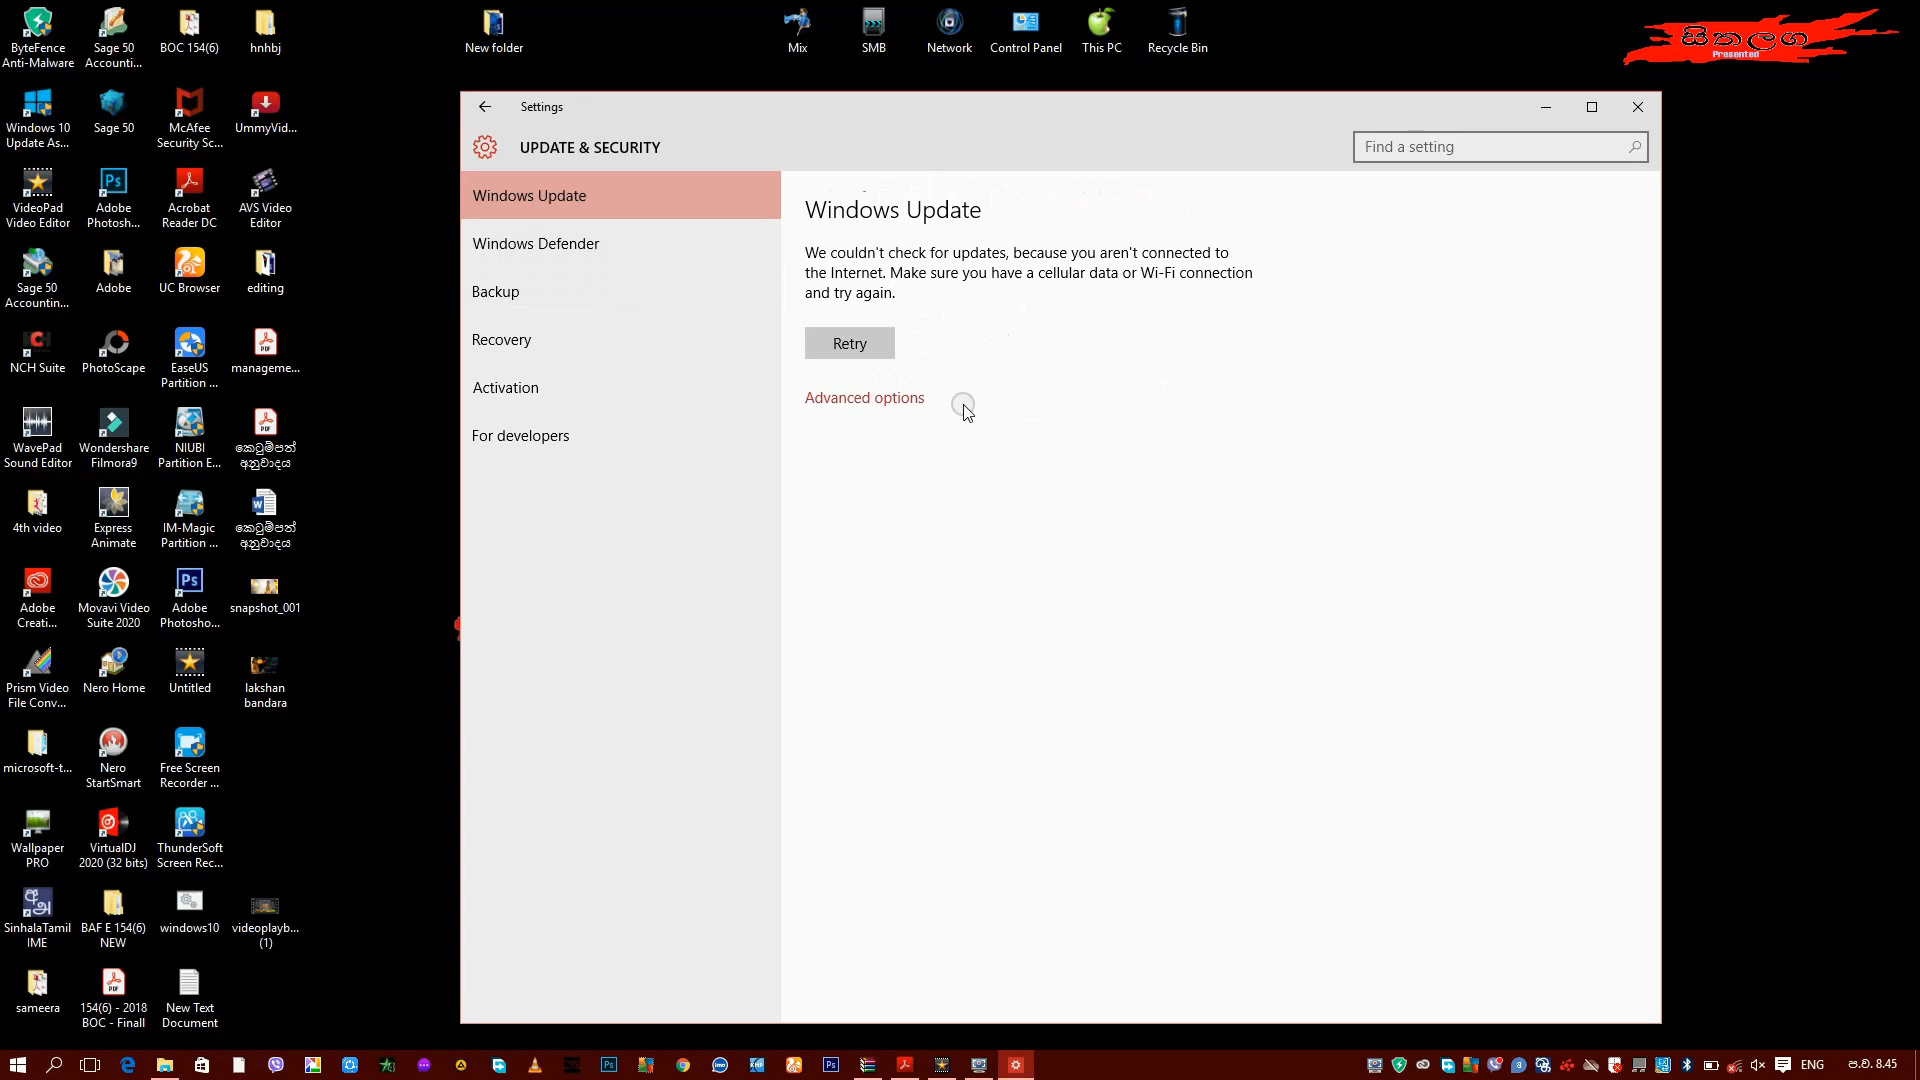 ByteFence
Anti-Malware
Sage 50
Accounti...
BOC 154(6)
hnhbj
New folder
Mix
SMB
Network
Control Panel
This PC
Recycle Bin
සිතලග
Presented
Windows 10
Update As...
Sage 50
McAfee
Security Sc...
UmmyVid...
VideoPad
Video Editor
Adobe
Photosh...
Acrobat
Reader DC
AVS Video
Editor
Sage 50
Accountin...
Adobe
UC Browser
editing
NCH Suite
PhotoScape
EaseUS
Partition ...
manageme...
WavePad
Sound Editor
Wondershare
Filmora9
NIUBI
Partition E...
කෙටුම්පත්
අනුවාදය
4th video
Express
Animate
IM-Magic
Partition ...
කෙටුම්පත්
අනුවාදය
Adobe
Creati...
Movavi Video
Suite 2020
Adobe
Photosho...
snapshot_001
Prism Video
File Conv...
Nero Home
Untitled
lakshan
bandara
microsoft-t...
Nero
StartSmart
Free Screen
Recorder ...
Wallpaper
PRO
VirtualDJ
2020 (32 bits)
ThunderSoft
Screen Rec...
SinhalaTamil
IME
BAF E 154(6)
NEW
windows10
videoplayb...
(1)
sameera
154(6) - 2018
BOC - Finall
New Text
Document
Settings
UPDATE & SECURITY
Find a setting
Windows Update
Windows Defender
Backup
Recovery
Activation
For developers
Windows Update
We couldn't check for updates, because you aren't connected to
the Internet. Make sure you have a cellular data or Wi-Fi connection
and try again.
Retry
Advanced options
ENG
ප.ව. 8.45